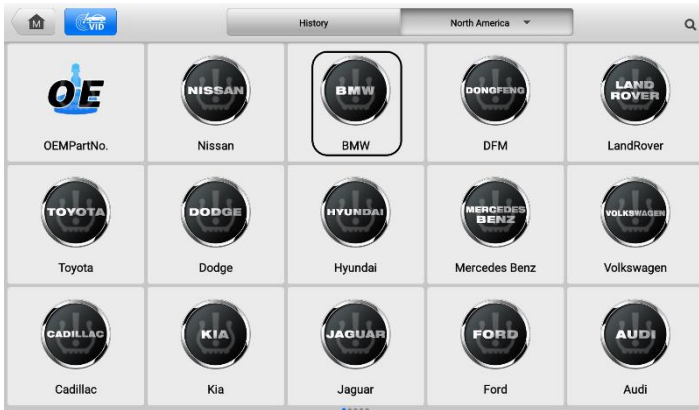 M
VID
History
North America
OE
NISSAN
BMW
DONGFENG
LAND
ROVER
OEMPartNo.
Nissan
BMW
DFM
LandRover
TOYOTA
DODGE
HYUNDAI
MERCEDES
BENZ
VOLKSWAGEN
Toyota
Dodge
Hyundai
Mercedes Benz
Volkswagen
CADILLAC
KIA
JAGUAR
FORD
AUDI
Cadillac
Kia
Jaguar
Ford
Audi